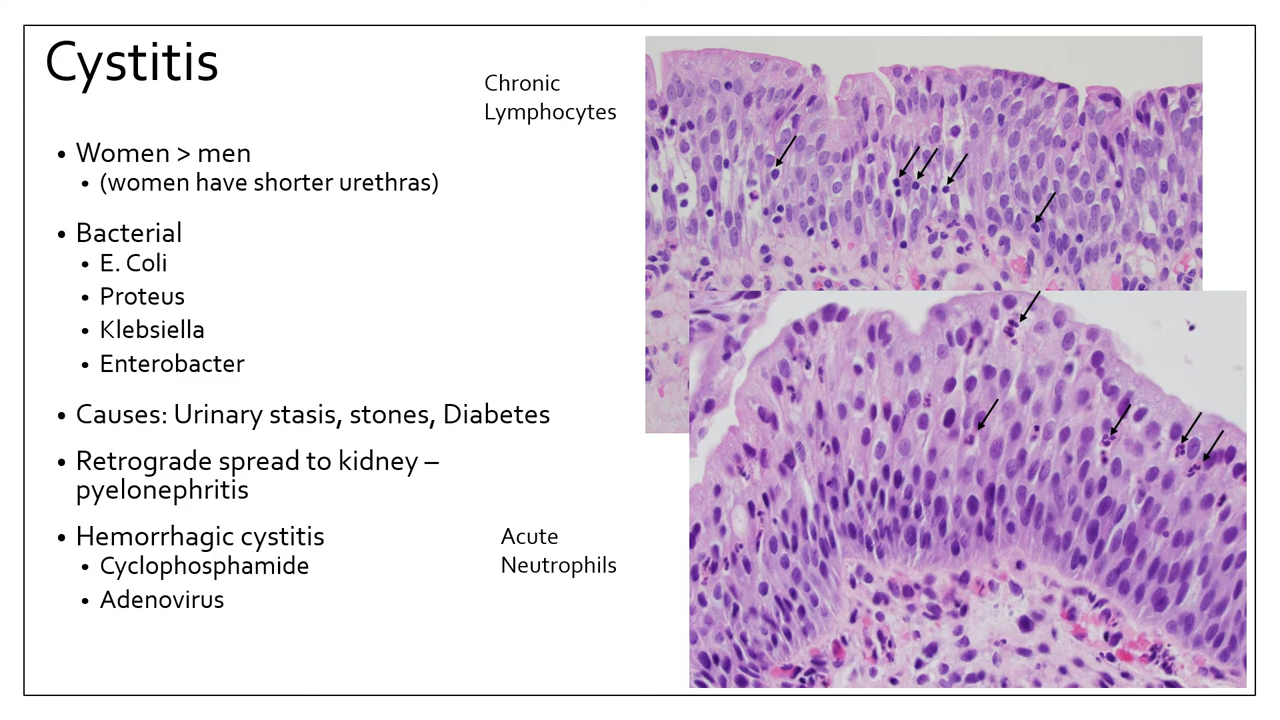 Cystitis
Chronic
Lymphocytes
• Women > men
• (women have shorter urethras)
• Bacterial
• E. Coli
• Proteus
• Klebsiella
• Enterobacter
• Causes: Urinary stasis, stones, Diabetes
• Retrograde spread to kidney –
pyelonephritis
• Hemorrhagic cystitis
• Cyclophosphamide
• Adenovirus
Acute
Neutrophils